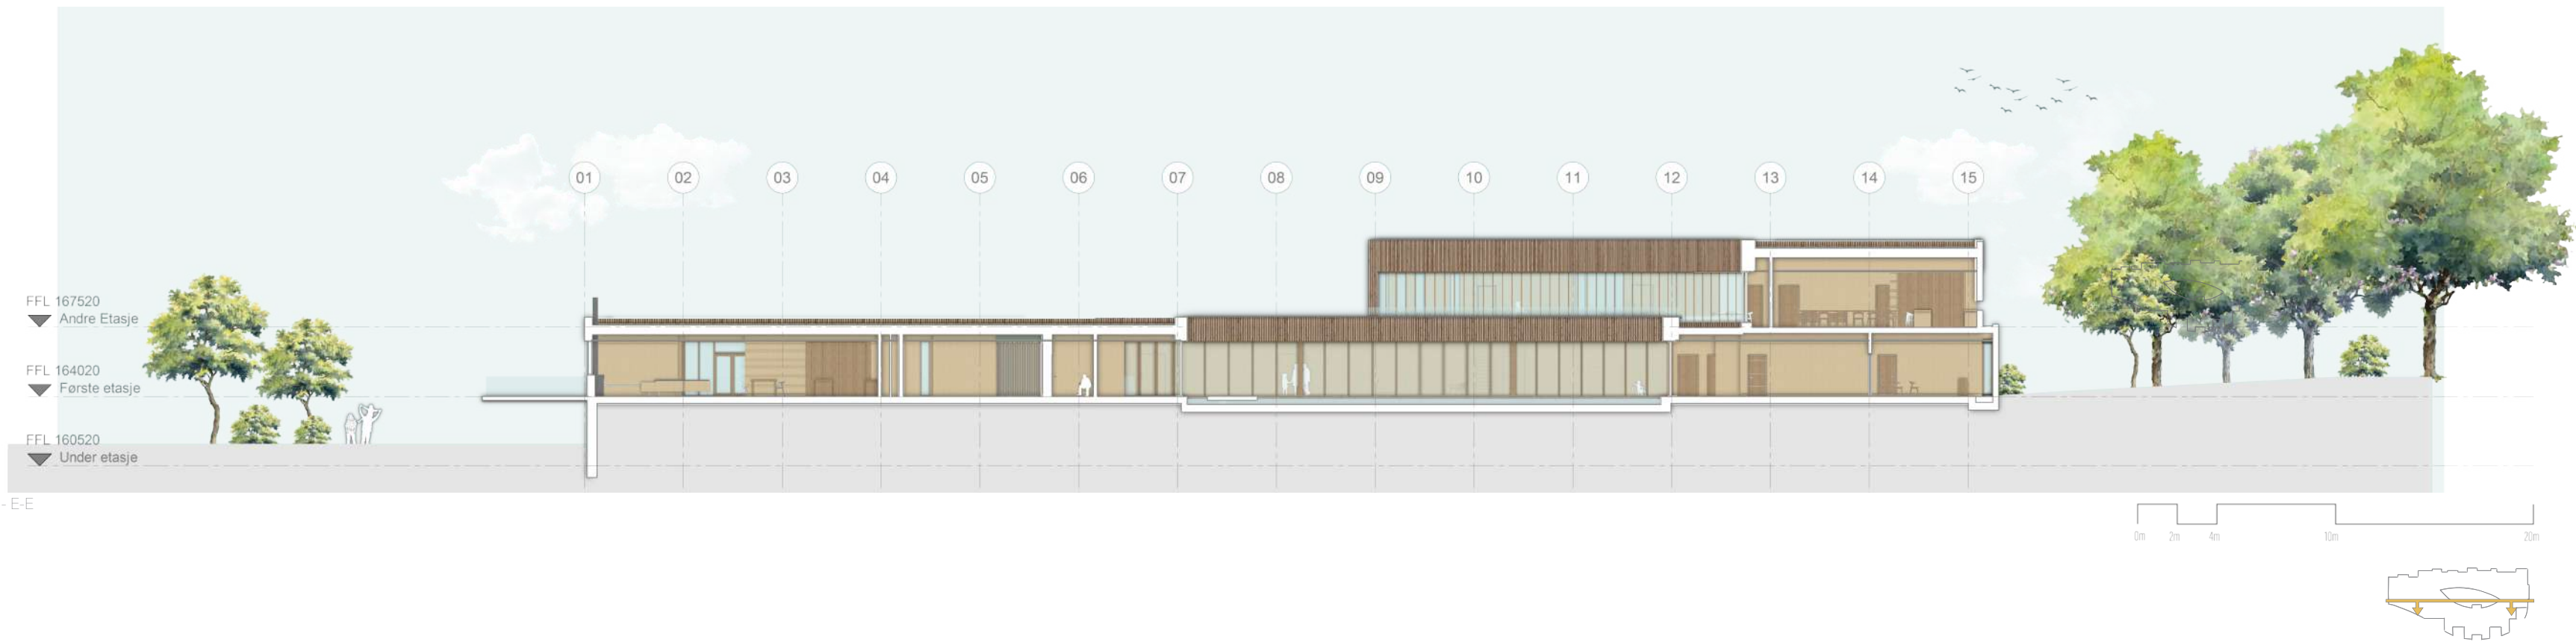 01 02 03 04 05 06 07 08 09 10 11 12 13 14 15
FFL 167520
Andre Etasje
FFL 164020
Første etasje
FFL 160520
Under etasje
- E-E
0m 2m 4m 10m 20m